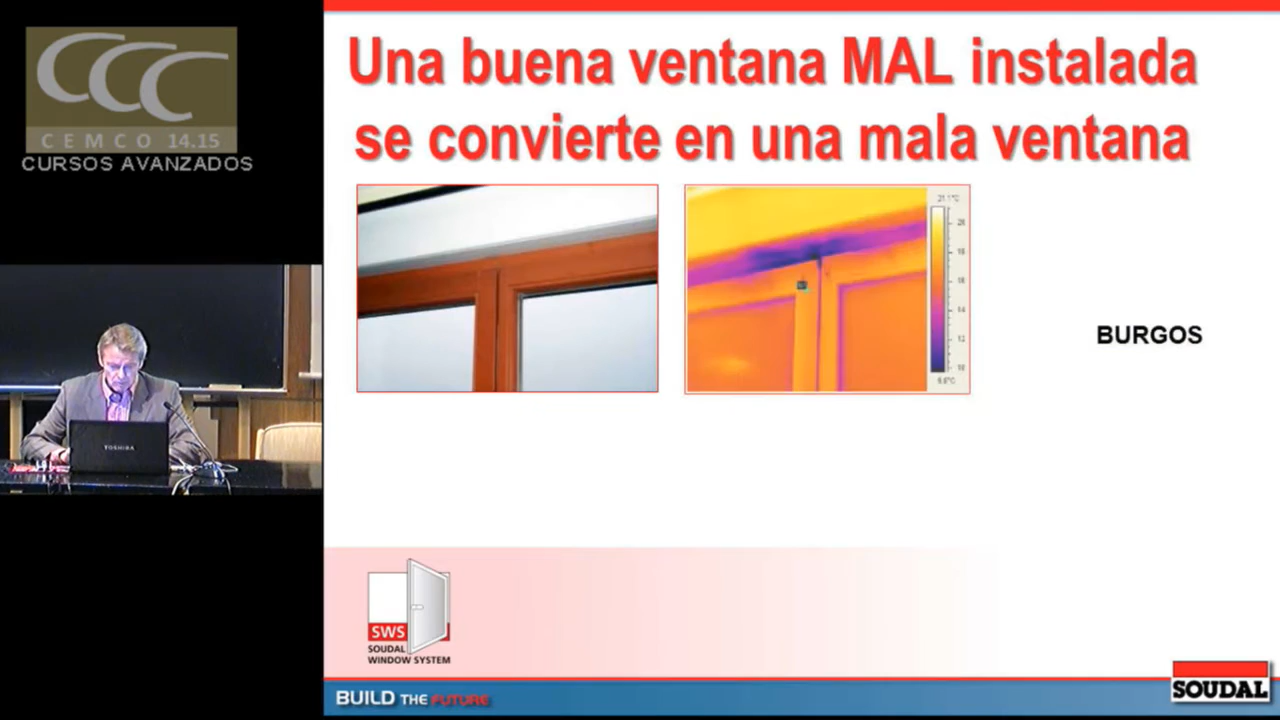 CCC
CEMCO 14.15
CURSOS AVANZADOS
Una buena ventana MAL instalada
se convierte en una mala ventana
TOSHIBA
BURGOS
SWS
SOUDAL
WINDOW SYSTEM
BUILD THE FUTURE
SOUDAL